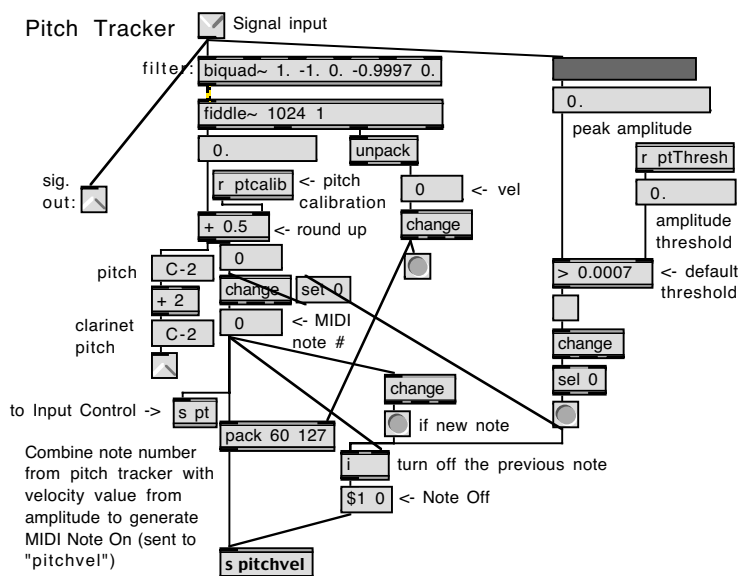 Pitch Tracker
Signal input
filter:
biquad~ 1. -1. 0. -0.9997 0.
fiddle~ 1024 1
0.
unpack
0.
peak amplitude
r ptThresh
0.
amplitude
threshold
sig.
out:
r ptcalib
<- pitch
calibration
0
<- vel
+ 0.5
<- round up
change
pitch
C-2
0
+ 2
change
set 0
> 0.0007
<- default
threshold
clarinet
pitch
C-2
0
<- MIDI
note #
change
sel 0
to Input Control ->
s pt
change
if new note
pack 60 127
Combine note number
from pitch tracker with
velocity value from
amplitude to generate
MIDI Note On (sent to
"pitchvel")
i
turn off the previous note
$1 0
<- Note Off
s pitchvel